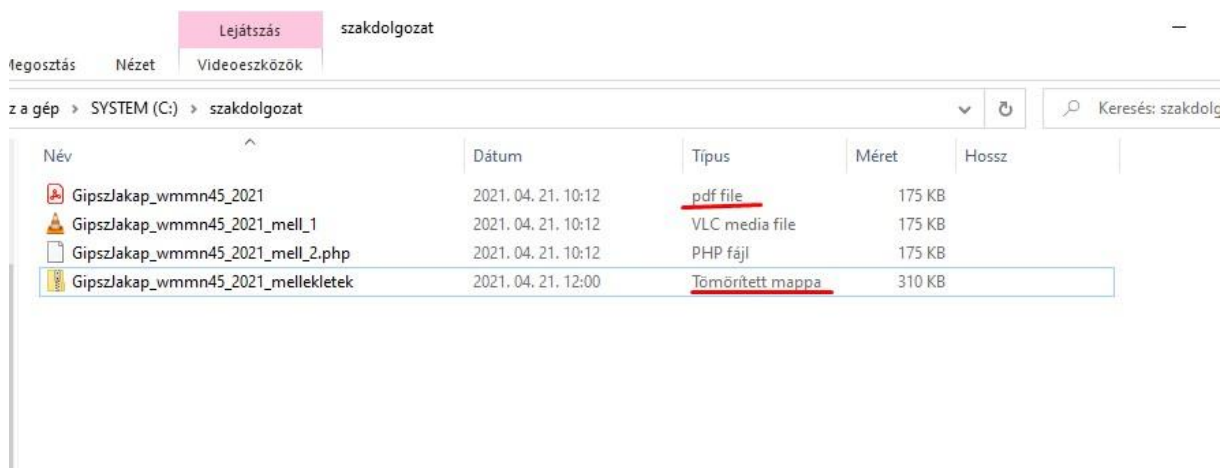 Lejátszás szakdolgozat
Megosztás Nézet Videoeszközök
z a gép > SYSTEM (C:) > szakdolgozat Keresés: szakdolg
Név Dátum Típus Méret Hossz
GipszJakap_wmmn45_2021 2021. 04. 21. 10:12 pdf file 175 KB
GipszJakap_wmmn45_2021_mell_1 2021. 04. 21. 10:12 VLC media file 175 KB
GipszJakap_wmmn45_2021_mell_2.php 2021. 04. 21. 10:12 PHP fájl 175 KB
GipszJakap_wmmn45_2021_mellekletek 2021. 04. 21. 12:00 Tömörített mappa 310 KB